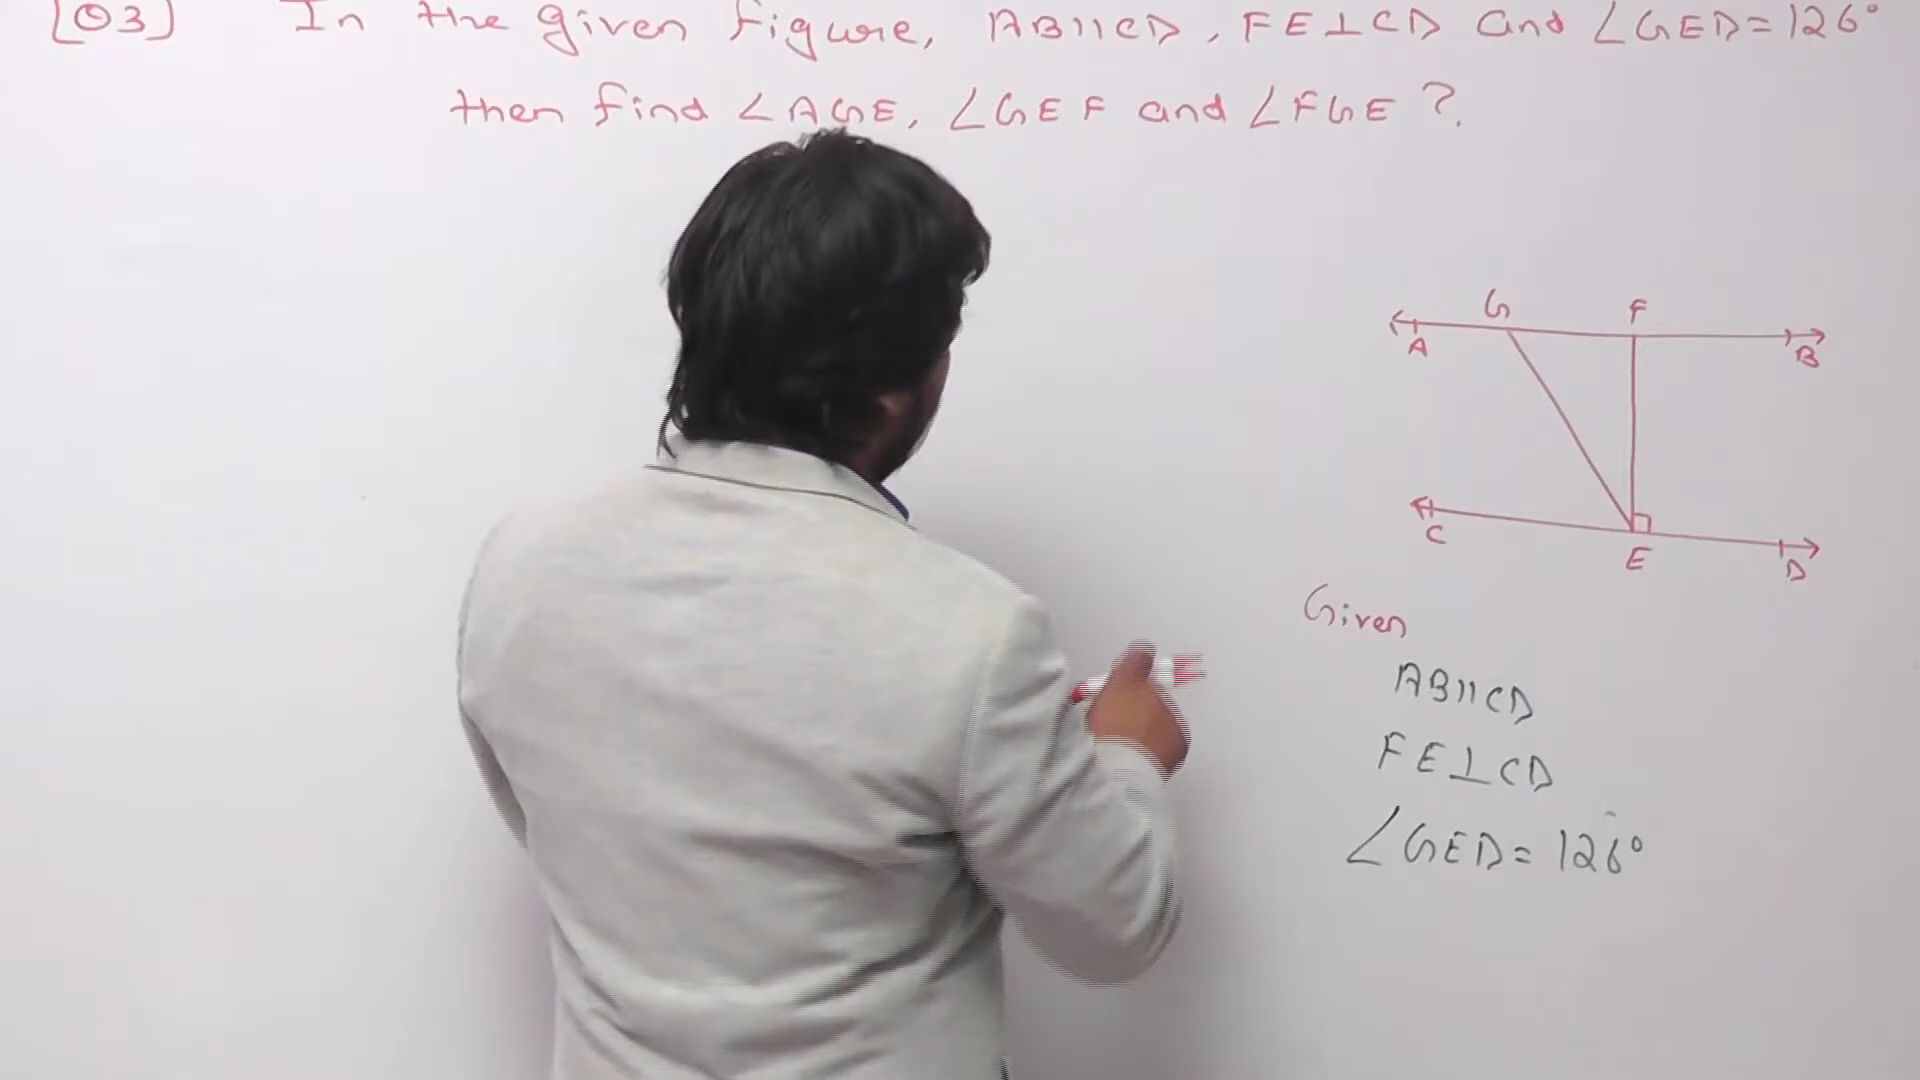 [03] In the given figure, AB||CD, FE⊥CD and ∠GED=126°
then find ∠AGE, ∠GEF and ∠FGE?
G F
A B
C E D
Given
AB||CD
FE⊥CD
∠GED=126°